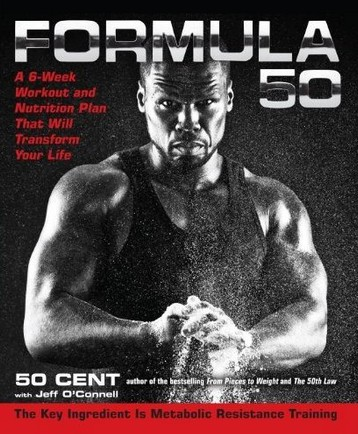 FORMULA
50
A 6-Week
Workout and
Nutrition Plan
That Will
Transform
Your Life
50 CENT author of the bestselling From Pieces to Weight and The 50th Law
with Jeff O'Connell
The Key Ingredient Is Metabolic Resistance Training